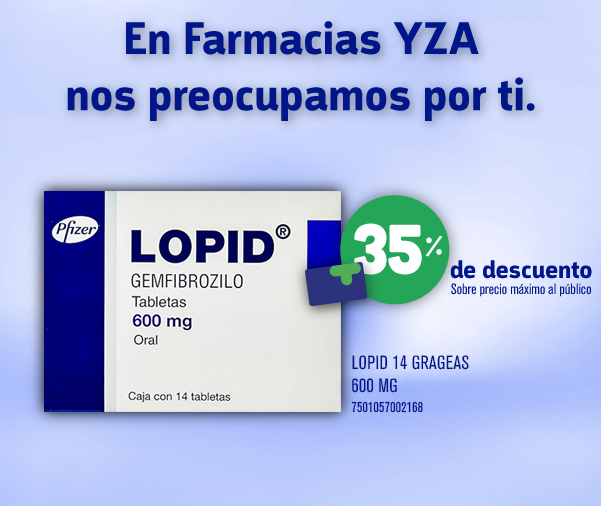 En Farmacias YZA
nos preocupamos por ti.
Pfizer
LOPID®
GEMFIBROZILO
Tabletas
600 mg
Oral
Caja con 14 tabletas
35%
de descuento
Sobre precio máximo al público
LOPID 14 GRAGEAS
600 MG
7501057002168